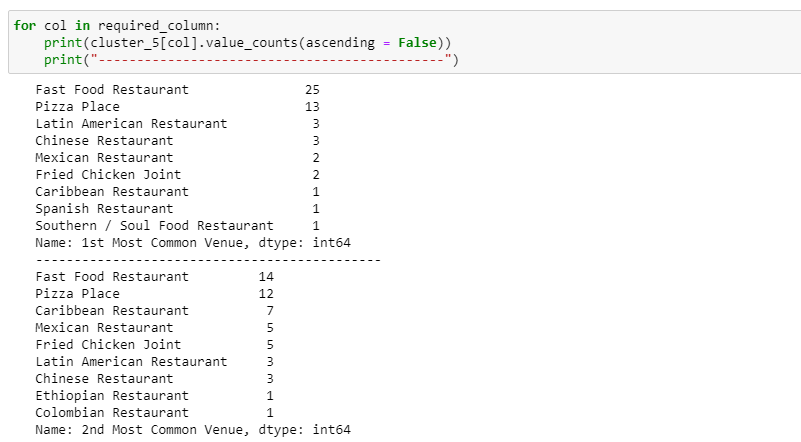 for col in required_column:
    print(cluster_5[col].value_counts(ascending = False))
    print("---------------------------------------------")
Fast Food Restaurant               25
Pizza Place                        13
Latin American Restaurant           3
Chinese Restaurant                  3
Mexican Restaurant                  2
Fried Chicken Joint                 2
Caribbean Restaurant                1
Spanish Restaurant                  1
Southern / Soul Food Restaurant     1
Name: 1st Most Common Venue, dtype: int64
---------------------------------------------
Fast Food Restaurant         14
Pizza Place                  12
Caribbean Restaurant          7
Mexican Restaurant            5
Fried Chicken Joint           5
Latin American Restaurant     3
Chinese Restaurant            3
Ethiopian Restaurant          1
Colombian Restaurant          1
Name: 2nd Most Common Venue, dtype: int64